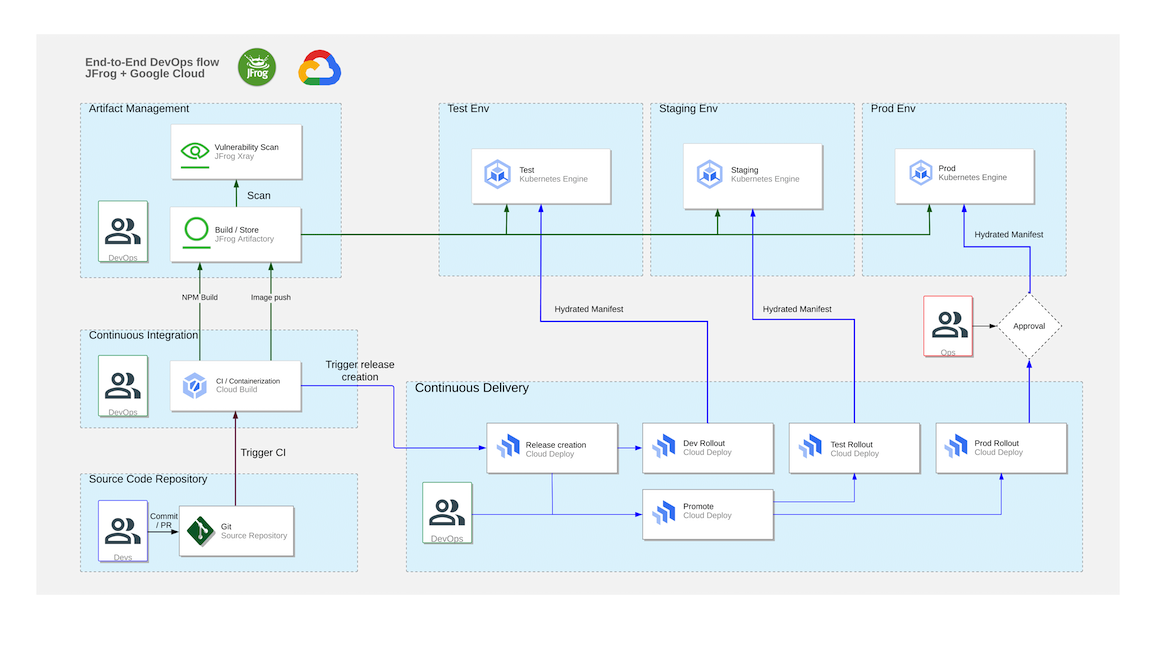 End-to-End DevOps flow
JFrog + Google Cloud
JFrog
Artifact Management
Vulnerability Scan
JFrog Xray
Scan
Build / Store
JFrog Artifactory
DevOps
NPM Build
Image push
Continuous Integration
CI / Containerization
Cloud Build
DevOps
Trigger release
creation
Trigger CI
Source Code Repository
Commit
/ PR
Devs
Git
Source Repository
Test Env
Test
Kubernetes Engine
Staging Env
Staging
Kubernetes Engine
Prod Env
Prod
Kubernetes Engine
Hydrated Manifest
Hydrated Manifest
Hydrated Manifest
Ops
Approval
Continuous Delivery
Release creation
Cloud Deploy
Dev Rollout
Cloud Deploy
Test Rollout
Cloud Deploy
Prod Rollout
Cloud Deploy
DevOps
Promote
Cloud Deploy